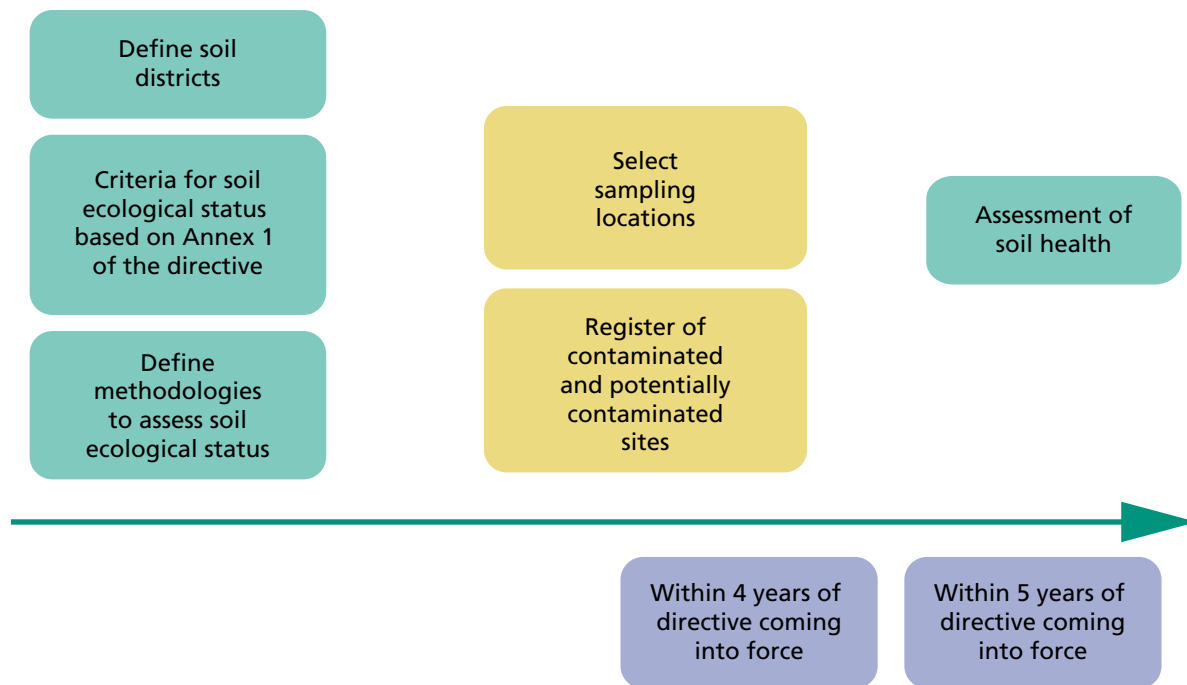 Define soil
districts
Criteria for soil
ecological status
based on Annex 1
of the directive
Define
methodologies
to assess soil
ecological status
Select
sampling
locations
Register of
contaminated
and potentially
contaminated
sites
Assessment of
soil health
Within 4 years of
directive coming
into force
Within 5 years of
directive coming
into force